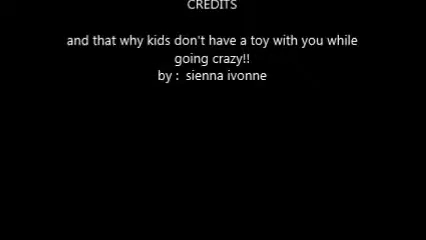 CREDITS
and that why kids don't have a toy with you while
going crazy!!
by : sienna ivonne